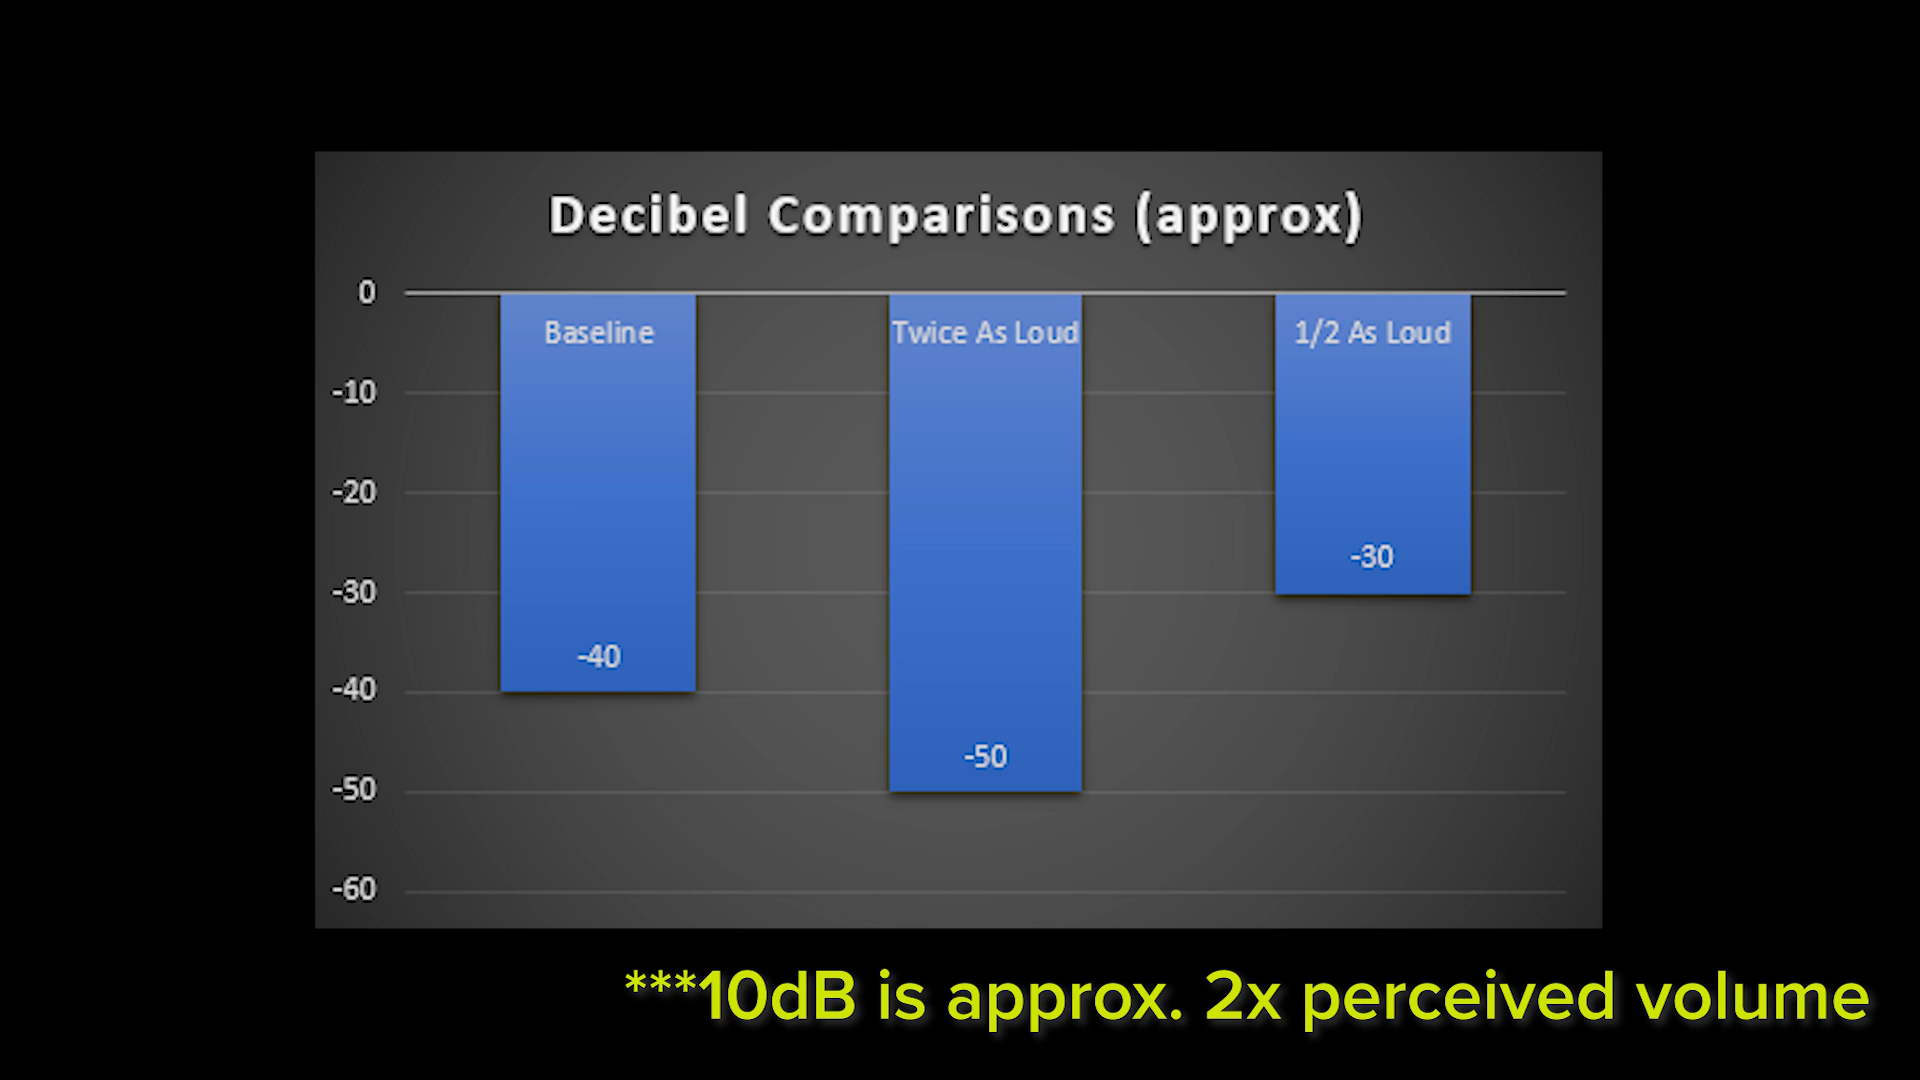 Decibel Comparisons (approx)
0
Baseline
Twice As Loud
1/2 As Loud
-10
-20
-30
-30
-40
-40
-50
-50
-60
***10dB is approx. 2x perceived volume